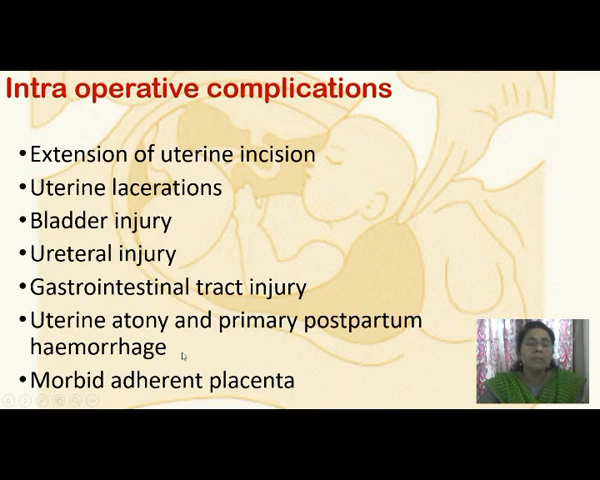 Intra operative complications
•Extension of uterine incision
•Uterine lacerations
•Bladder injury
•Ureteral injury
•Gastrointestinal tract injury
•Uterine atony and primary postpartum
haemorrhage
•Morbid adherent placenta